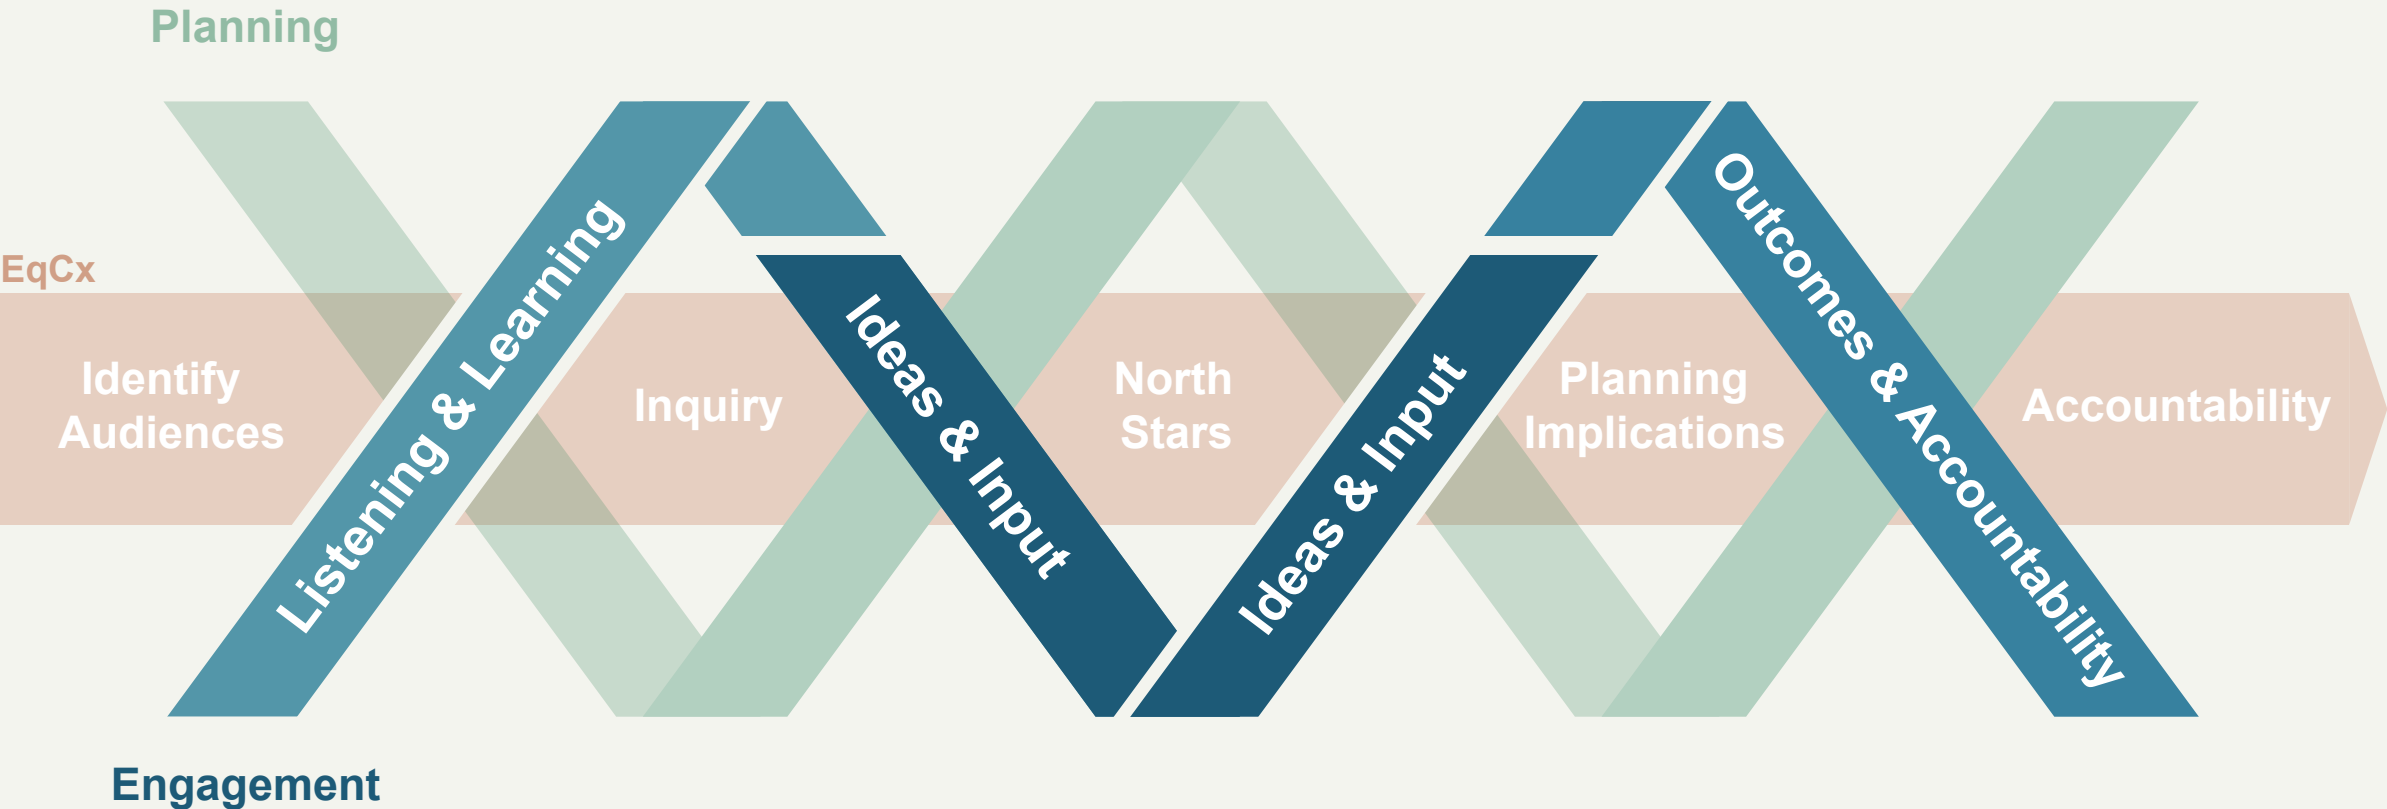 Planning
EqCx
Identify
Audiences
Listening & Learning
Inquiry
Ideas & Input
North
Stars
Ideas & Input
Planning
Implications
Outcomes & Accountability
Accountability
Engagement